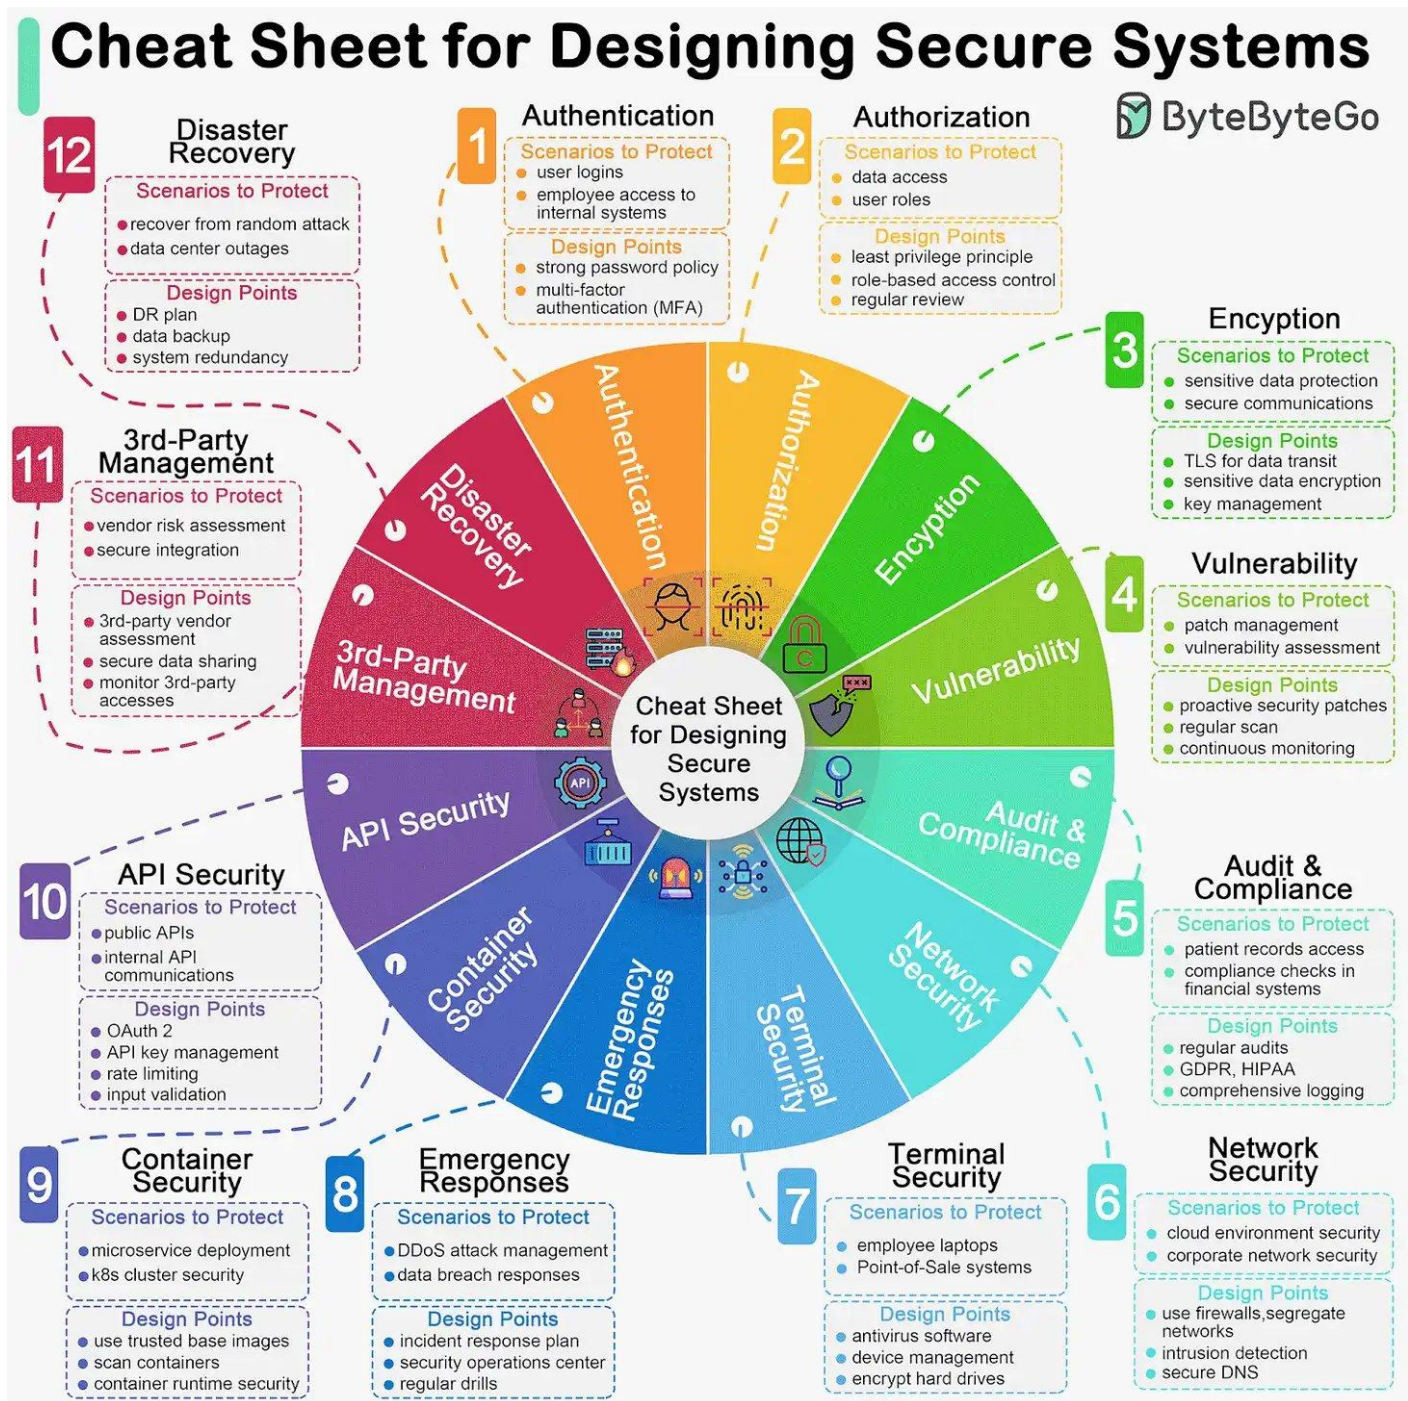 Cheat Sheet for Designing Secure Systems
ByteByteGo
1
Authentication
Scenarios to Protect
user logins
employee access to
internal systems
Design Points
strong password policy
multi-factor
authentication (MFA)
2
Authorization
Scenarios to Protect
data access
user roles
Design Points
least privilege principle
role-based access control
regular review
3
Encyption
Scenarios to Protect
sensitive data protection
secure communications
Design Points
TLS for data transit
sensitive data encryption
key management
4
Vulnerability
Scenarios to Protect
patch management
vulnerability assessment
Design Points
proactive security patches
regular scan
continuous monitoring
5
Audit &
Compliance
Scenarios to Protect
patient records access
compliance checks in
financial systems
Design Points
regular audits
GDPR, HIPAA
comprehensive logging
6
Network
Security
Scenarios to Protect
cloud environment security
corporate network security
Design Points
use firewalls,segregate
networks
intrusion detection
secure DNS
7
Terminal
Security
Scenarios to Protect
employee laptops
Point-of-Sale systems
Design Points
antivirus software
device management
encrypt hard drives
8
Emergency
Responses
Scenarios to Protect
DDoS attack management
data breach responses
Design Points
incident response plan
security operations center
regular drills
9
Container
Security
Scenarios to Protect
microservice deployment
k8s cluster security
Design Points
use trusted base images
scan containers
container runtime security
10
API Security
Scenarios to Protect
public APIs
internal API
communications
Design Points
OAuth 2
API key management
rate limiting
input validation
11
3rd-Party
Management
Scenarios to Protect
vendor risk assessment
secure integration
Design Points
3rd-party vendor
assessment
secure data sharing
monitor 3rd-party
accesses
12
Disaster
Recovery
Scenarios to Protect
recover from random attack
data center outages
Design Points
DR plan
data backup
system redundancy
Authentication
Authorization
Encyption
Vulnerability
Audit &
Compliance
Network
Security
Terminal
Security
Emergency
Responses
Container
Security
API Security
3rd-Party
Management
Disaster
Recovery
C
xxx
API
Cheat Sheet
for Designing
Secure
Systems